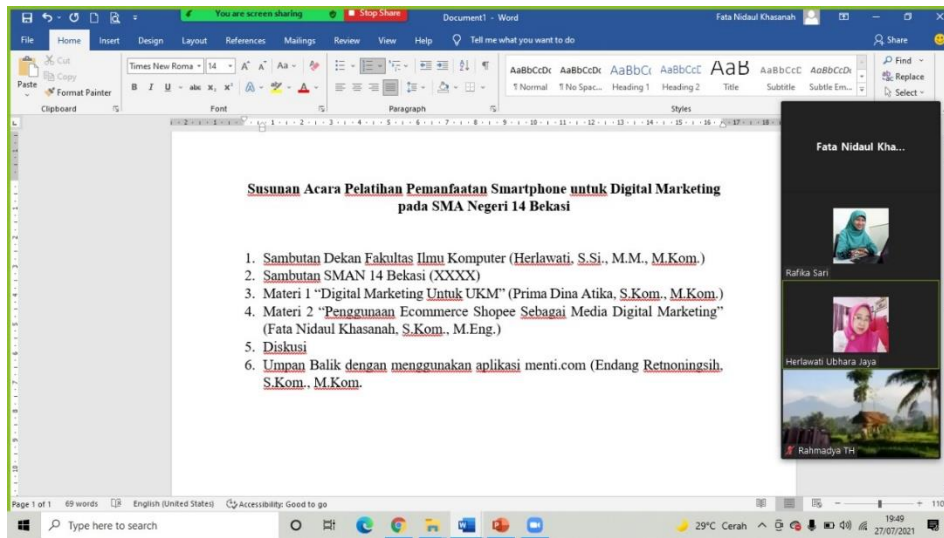 You are screen sharing
Stop Share
Document1 - Word
Fata Nidaul Khasanah
File Home Insert Design Layout References Mailings Review View Help Tell me what you want to do
Share
Paste
Cut
Copy
Format Painter
Times New Roma 14
AaBbCcDc AaBbCcDc AaBbCc AaBbCcC AaB AaBbCcC AaBbCcDc
¶ Normal ¶ No Spac... Heading 1 Heading 2 Title Subtitle Subtle Em...
Find
Replace
Select
Clipboard Font Paragraph Styles
Susunan Acara Pelatihan Pemanfaatan Smartphone untuk Digital Marketing
pada SMA Negeri 14 Bekasi
1. Sambutan Dekan Fakultas Ilmu Komputer (Herlawati, S.Si., M.M., M.Kom.)
2. Sambutan SMAN 14 Bekasi (XXXX)
3. Materi 1 “Digital Marketing Untuk UKM” (Prima Dina Atika, S.Kom., M.Kom.)
4. Materi 2 “Penggunaan Ecommerce Shopee Sebagai Media Digital Marketing”
(Fata Nidaul Khasanah, S.Kom., M.Eng.)
5. Diskusi
6. Umpan Balik dengan menggunakan aplikasi menti.com (Endang Retnoningsih,
S.Kom., M.Kom.
Fata Nidaul Kha...
Rafika Sari
Herlawati Ubhara Jaya
Rahmadya TH
Page 1 of 1 69 words English (United States) Accessibility: Good to go
110
Type here to search
29°C Cerah
19:49
27/07/2021